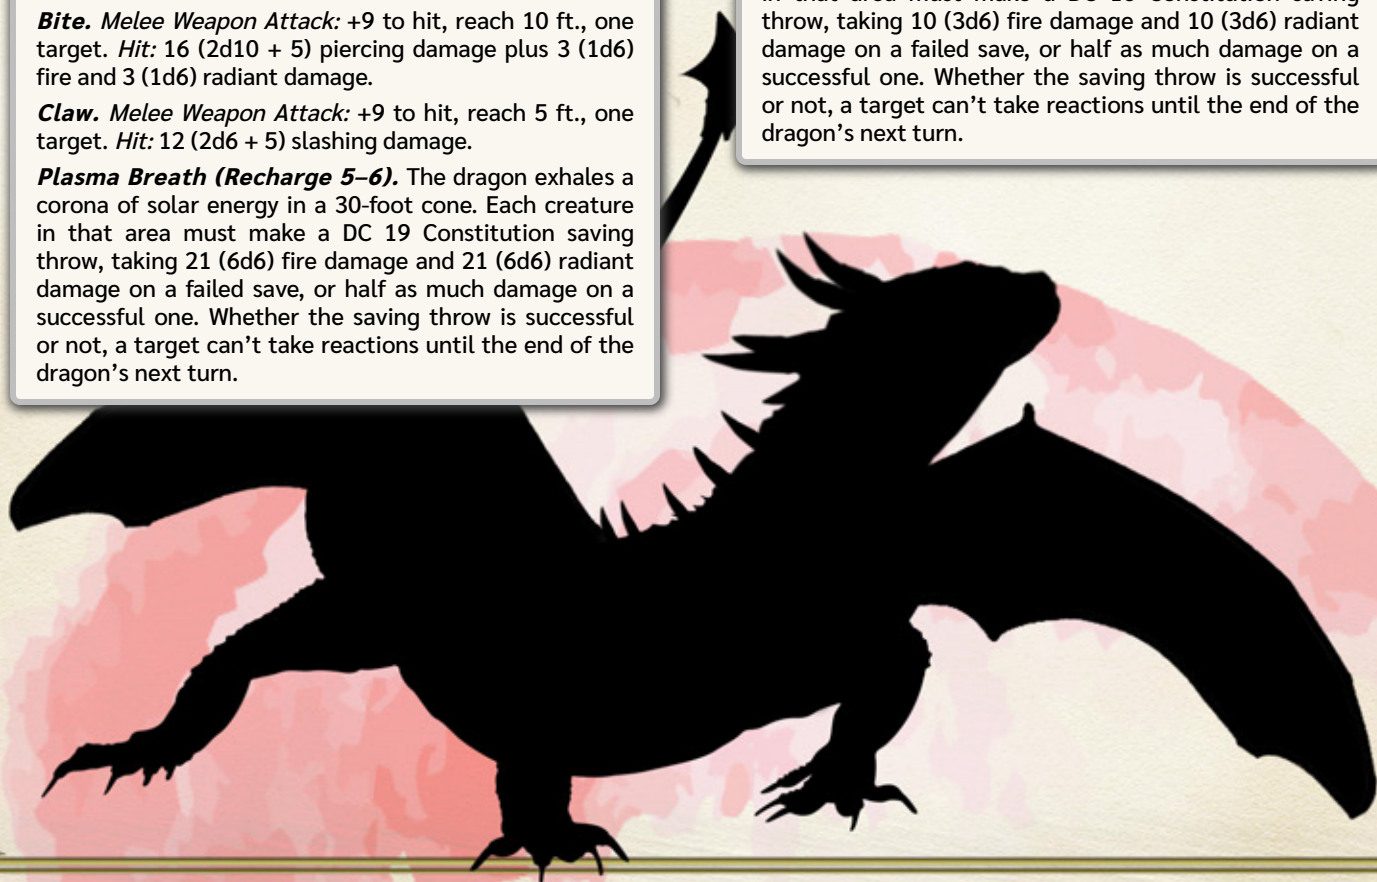 Bite. Melee Weapon Attack: +9 to hit, reach 10 ft., one
target. Hit: 16 (2d10 + 5) piercing damage plus 3 (1d6)
fire and 3 (1d6) radiant damage.
Claw. Melee Weapon Attack: +9 to hit, reach 5 ft., one
target. Hit: 12 (2d6 + 5) slashing damage.
Plasma Breath (Recharge 5–6). The dragon exhales a
corona of solar energy in a 30-foot cone. Each creature
in that area must make a DC 19 Constitution saving
throw, taking 21 (6d6) fire damage and 21 (6d6) radiant
damage on a failed save, or half as much damage on a
successful one. Whether the saving throw is successful
or not, a target can’t take reactions until the end of the
dragon’s next turn.
in that area must make a DC Constitution saving
throw, taking 10 (3d6) fire damage and 10 (3d6) radiant
damage on a failed save, or half as much damage on a
successful one. Whether the saving throw is successful
or not, a target can’t take reactions until the end of the
dragon’s next turn.